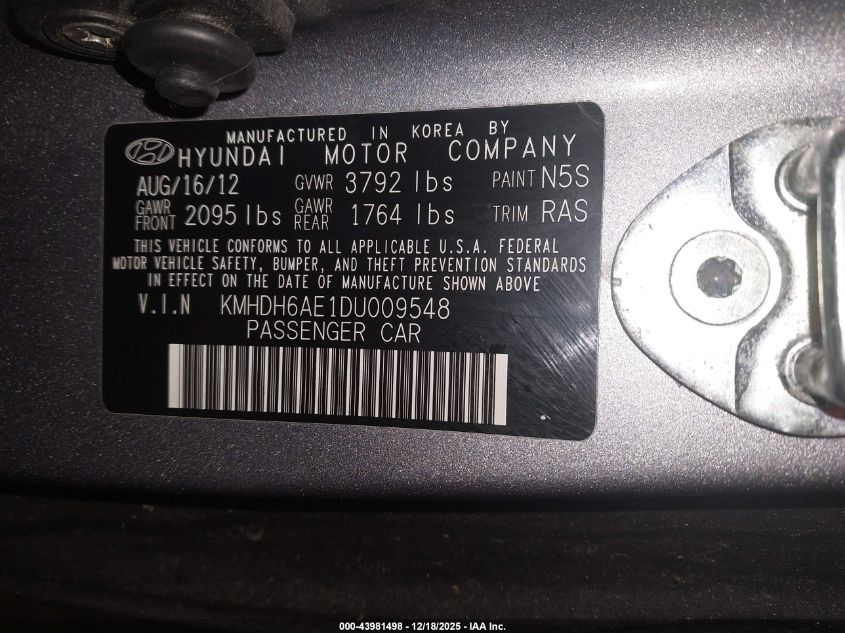 MANUFACTURED IN KOREA BY
HYUNDAI MOTOR COMPANY
AUG/16/12 GVWR 3792 lbs PAINT N5S
GAWR FRONT 2095 lbs GAWR REAR 1764 lbs TRIM RAS
THIS VEHICLE CONFORMS TO ALL APPLICABLE U.S.A. FEDERAL
MOTOR VEHICLE SAFETY, BUMPER, AND THEFT PREVENTION STANDARDS
IN EFFECT ON THE DATE OF MANUFACTURE SHOWN ABOVE
V.I.N KMHDH6AE1DU009548
PASSENGER CAR
000-43981498 - 12/18/2025 - IAA Inc.